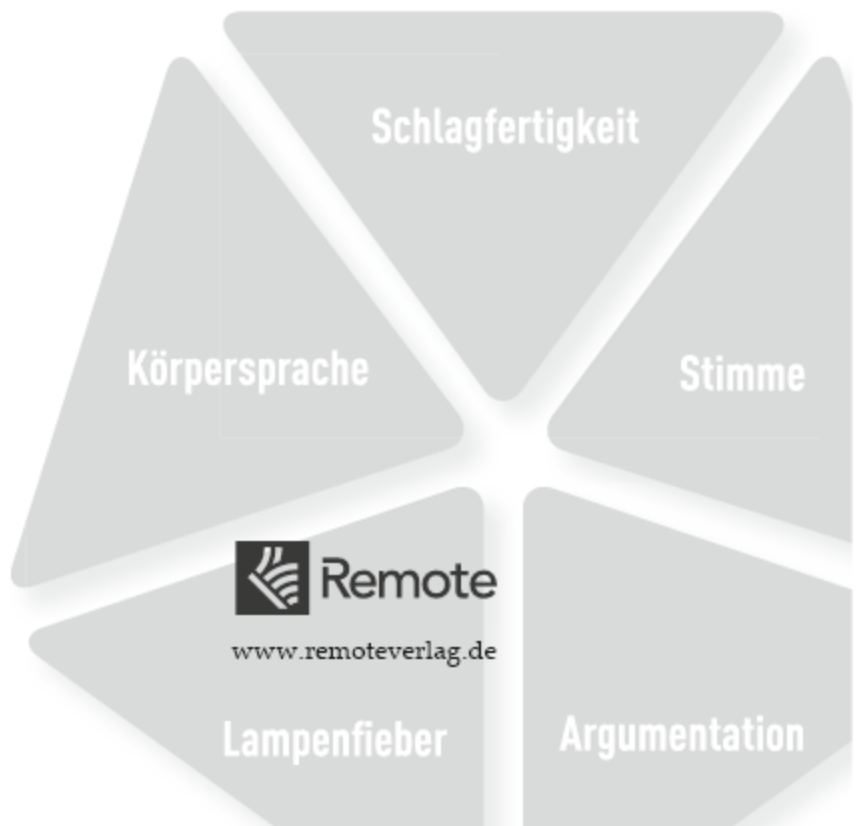 Schlagfertigkeit
Körpersprache
Stimme
Remote
www.remoteverlag.de
Lampenfieber
Argumentation